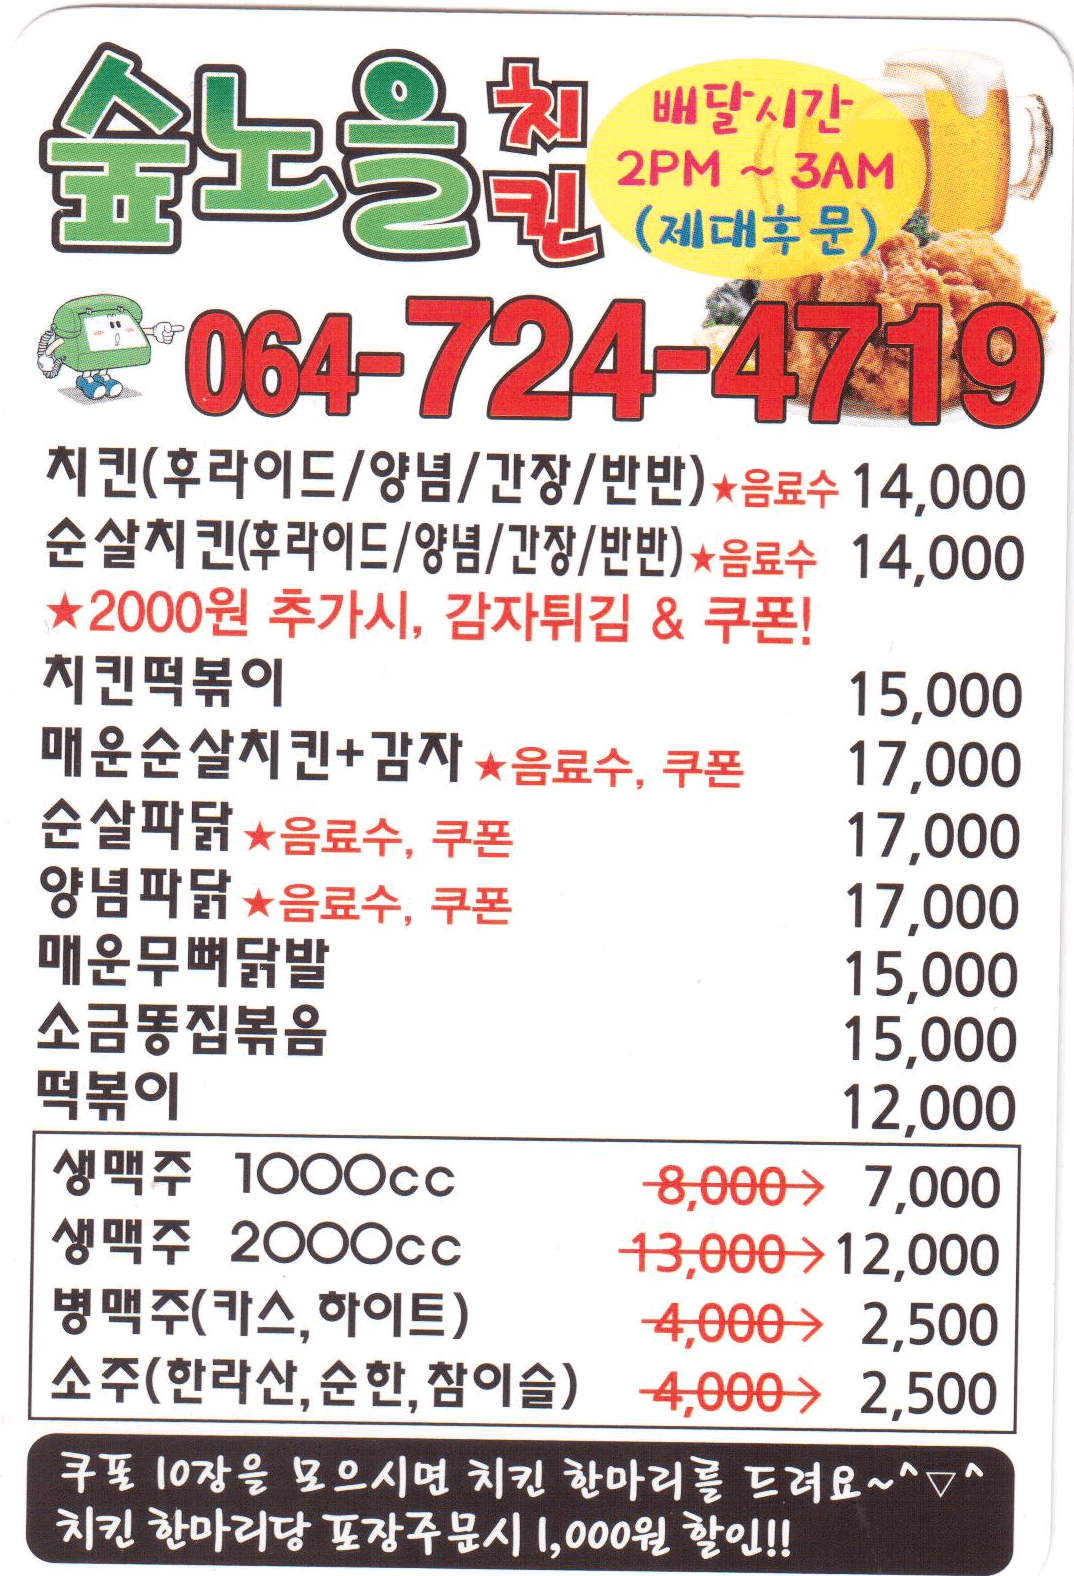 숲노을 치킨
배달시간
2PM ~ 3AM
(제대후문)
064-724-4719
치킨(후라이드/양념/간장/반반)★음료수 14,000
순살치킨(후라이드/양념/간장/반반)★음료수 14,000
★2000원 추가시, 감자튀김 & 쿠폰!
치킨떡볶이 15,000
매운순살치킨+감자★음료수, 쿠폰 17,000
순살파닭★음료수, 쿠폰 17,000
양념파닭★음료수, 쿠폰 17,000
매운무뼈닭발 15,000
소금똥집볶음 15,000
떡볶이 12,000
생맥주 1000cc 8,000→ 7,000
생맥주 2000cc 13,000→ 12,000
병맥주(카스,하이트) 4,000→ 2,500
소주(한라산,순한,참이슬) 4,000→ 2,500
쿠폰 10장을 모으시면 치킨 한마리를 드려요~^▽^
치킨 한마리당 포장주문시 1,000원 할인!!